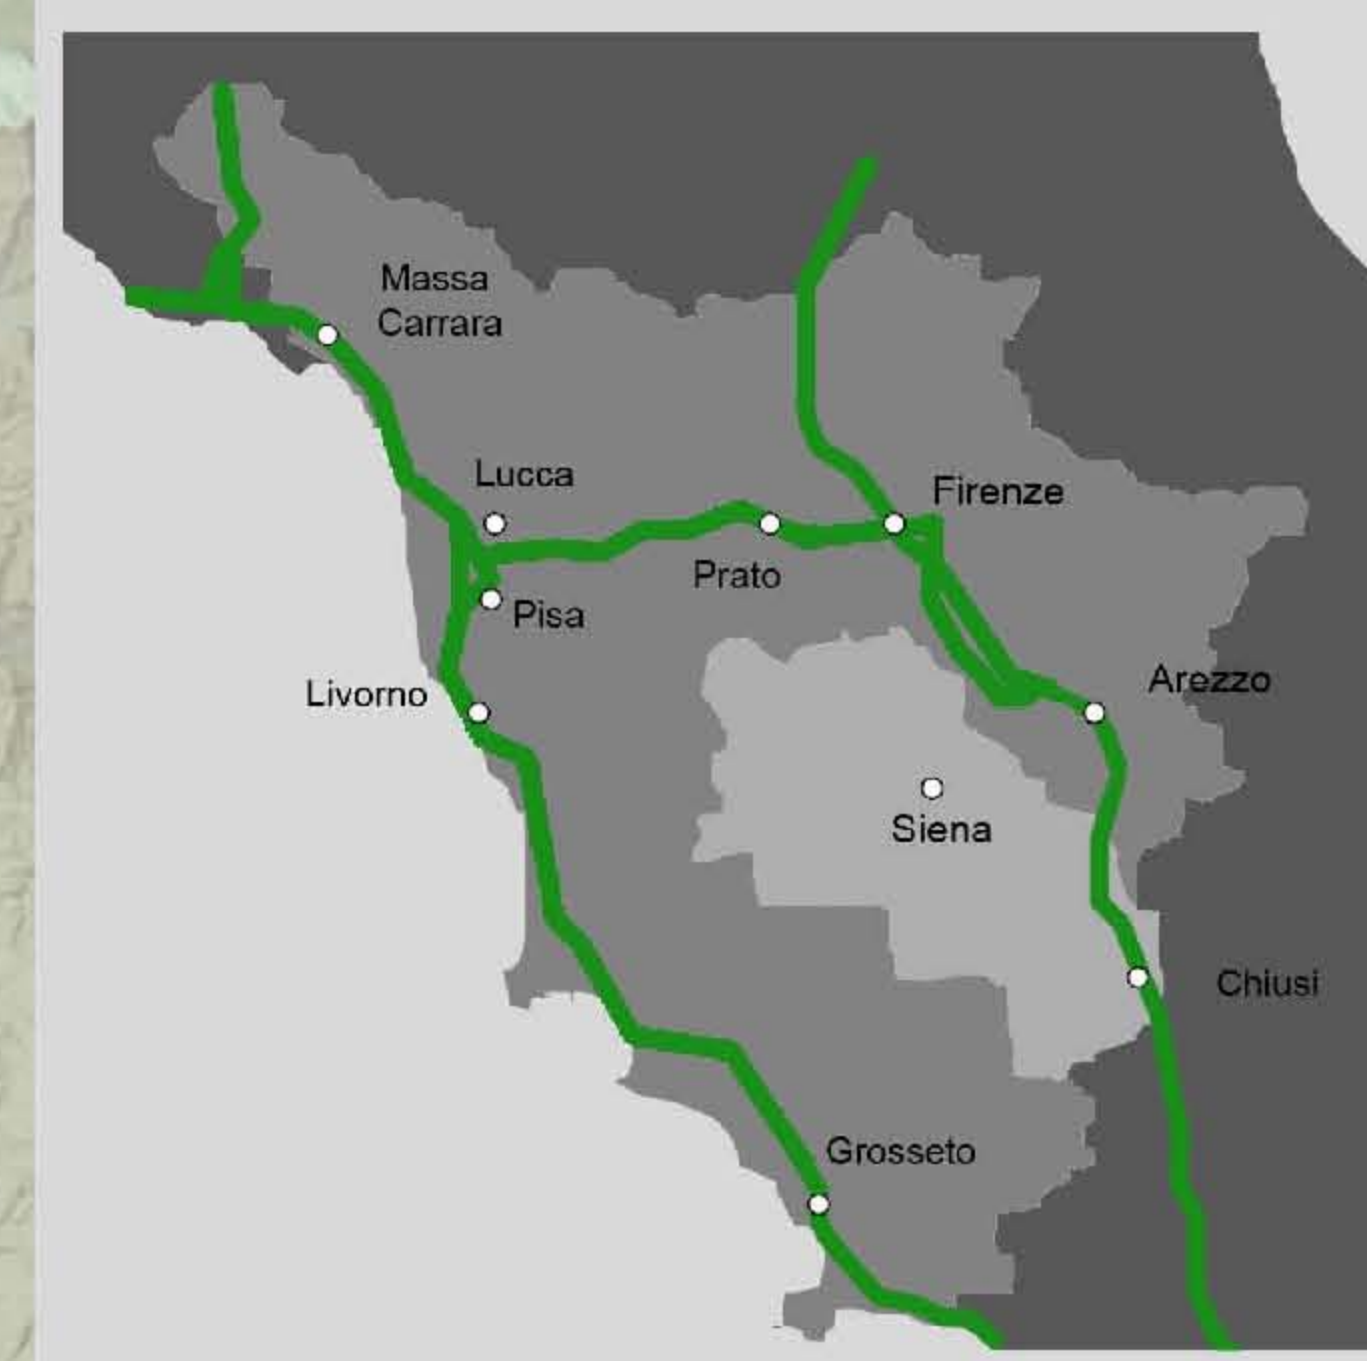 Massa
Carrara
Lucca
Firenze
Prato
Pisa
Livorno
Arezzo
Siena
Chiusi
Grosseto